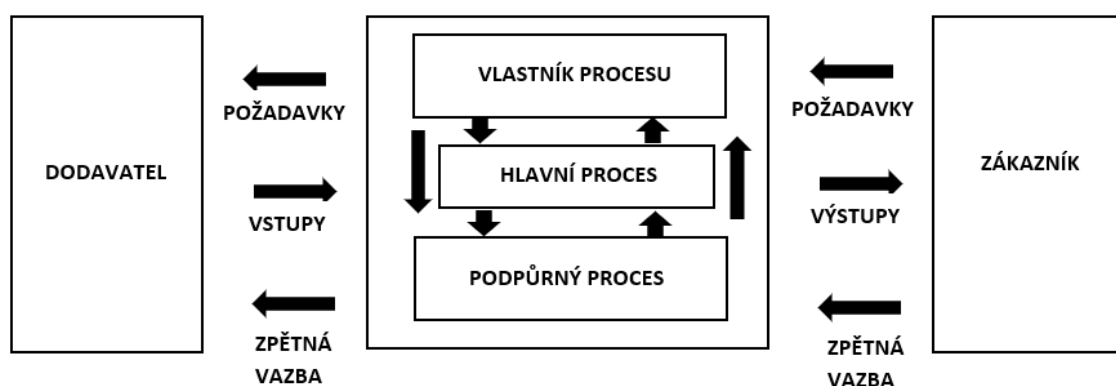 VLASTNÍK PROCESU
POŽADAVKY
POŽADAVKY
DODAVATEL
HLAVNÍ PROCES
ZÁKAZNÍK
VSTUPY
VÝSTUPY
PODPŮRNÝ PROCES
ZPĚTNÁ
VAZBA
ZPĚTNÁ
VAZBA